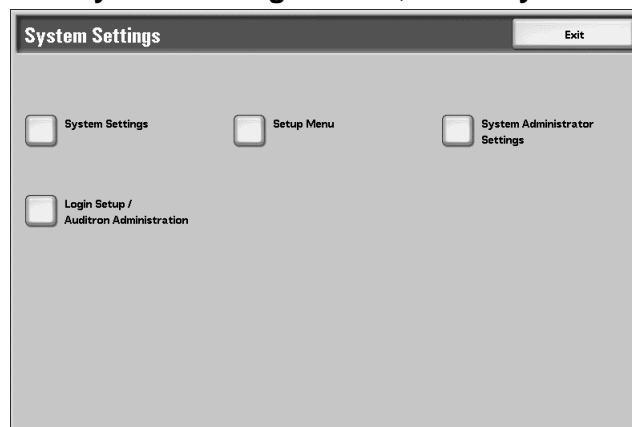 System Settings
Exit
System Settings
Setup Menu
System Administrator
Settings
Login Setup /
Auditron Administration